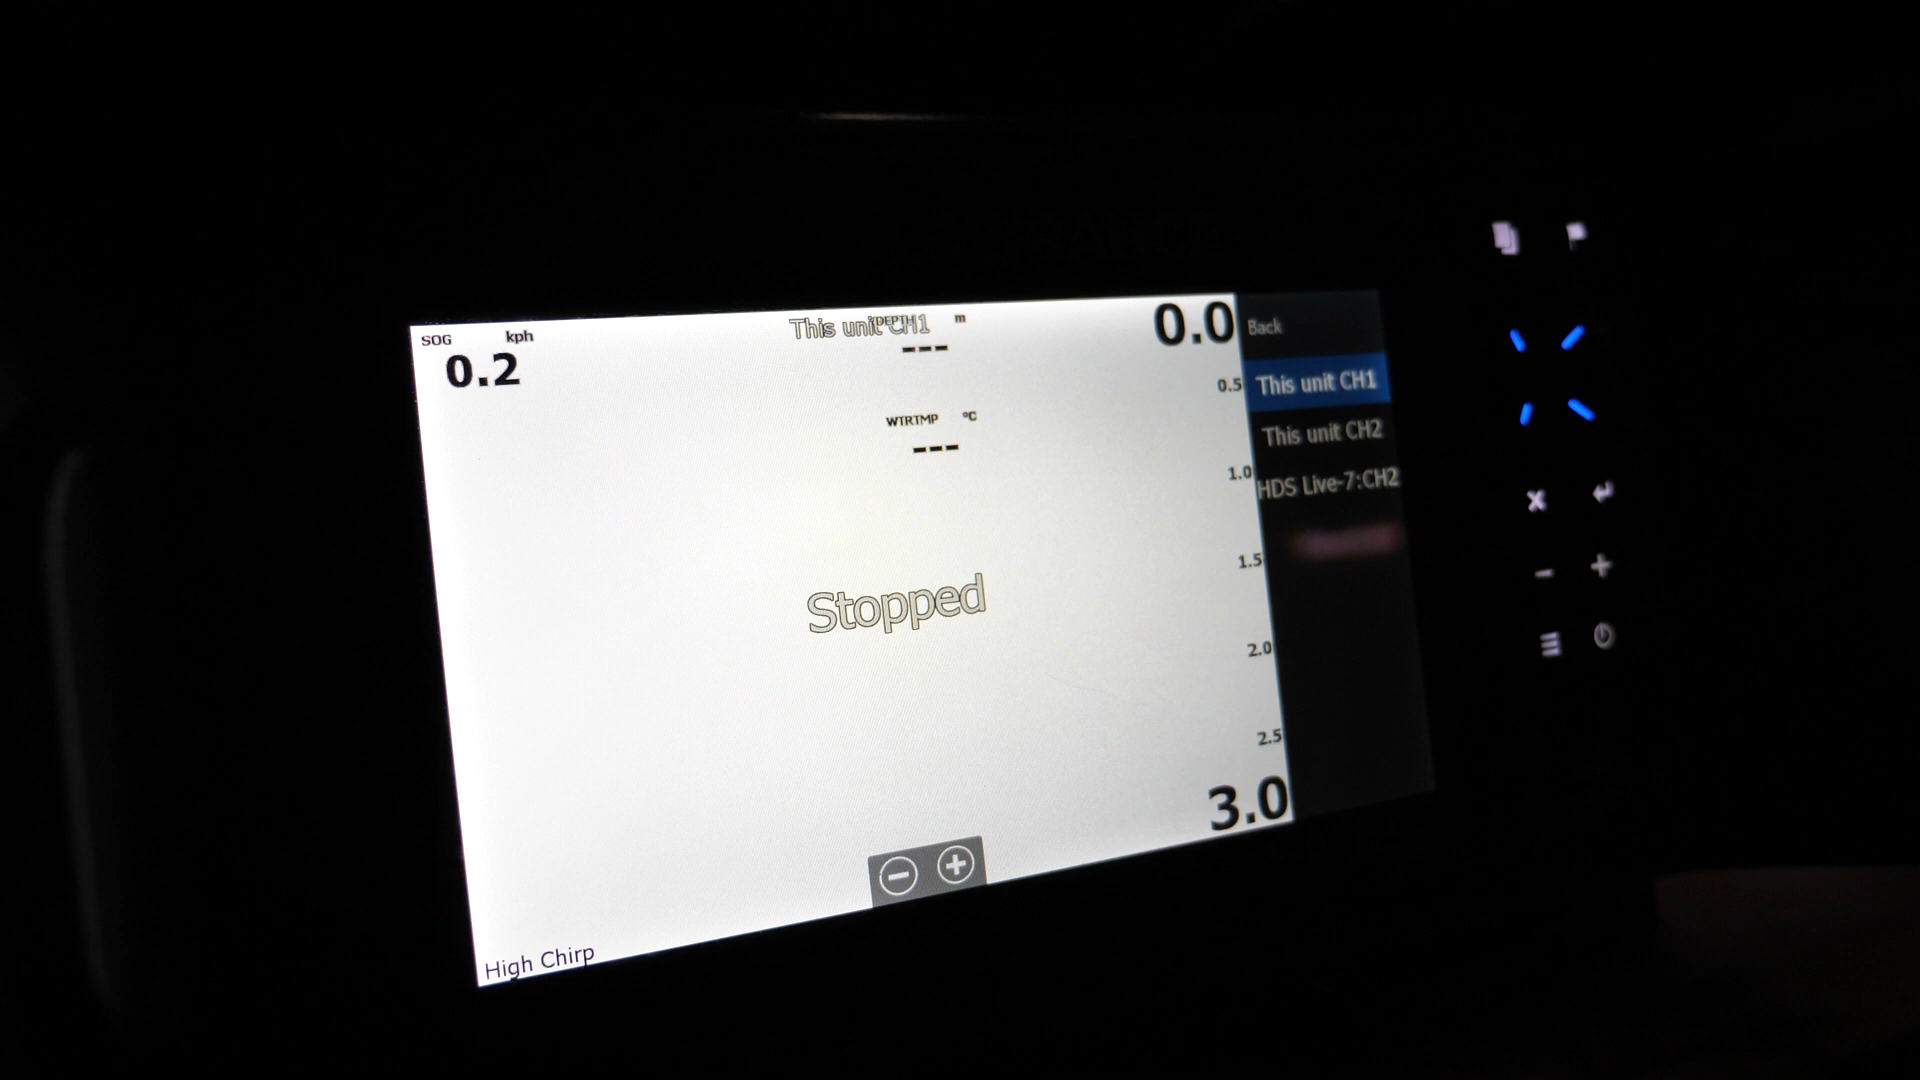 SOG kph
0.2
This unit CH1
DEPTH m
---
WTRTMP °C
---
Stopped
0.0
0.5
1.0
1.5
2.0
2.5
3.0
High Chirp
Back
This unit CH1
This unit CH2
HDS Live-7:CH2